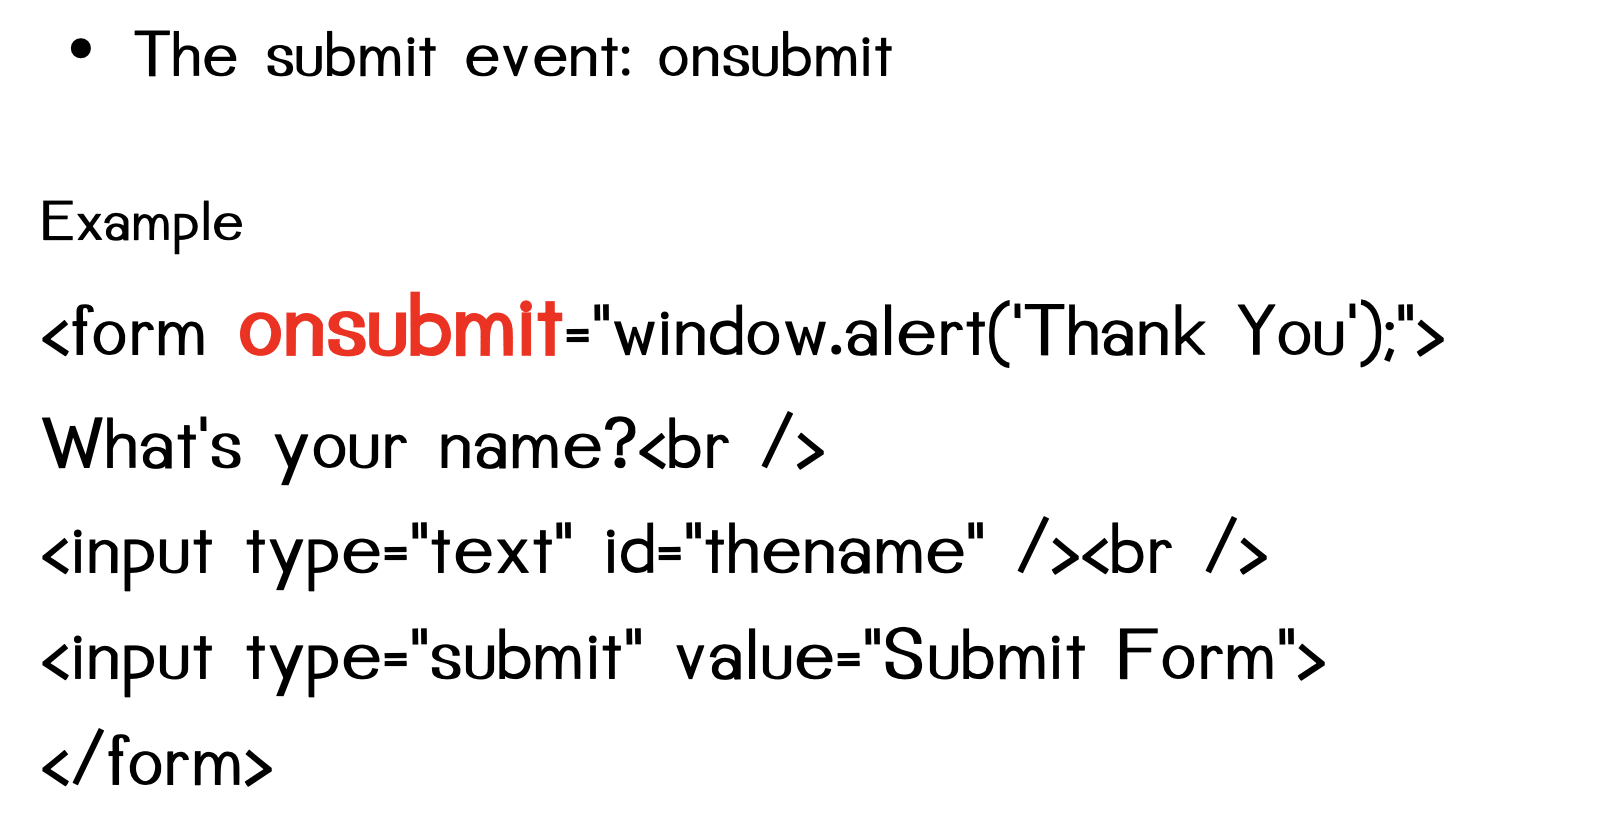 • The submit event: onsubmit
Example
<form onsubmit="window.alert('Thank You');">
What's your name?<br />
<input type="text" id="thename" /><br />
<input type="submit" value="Submit Form">
</form>